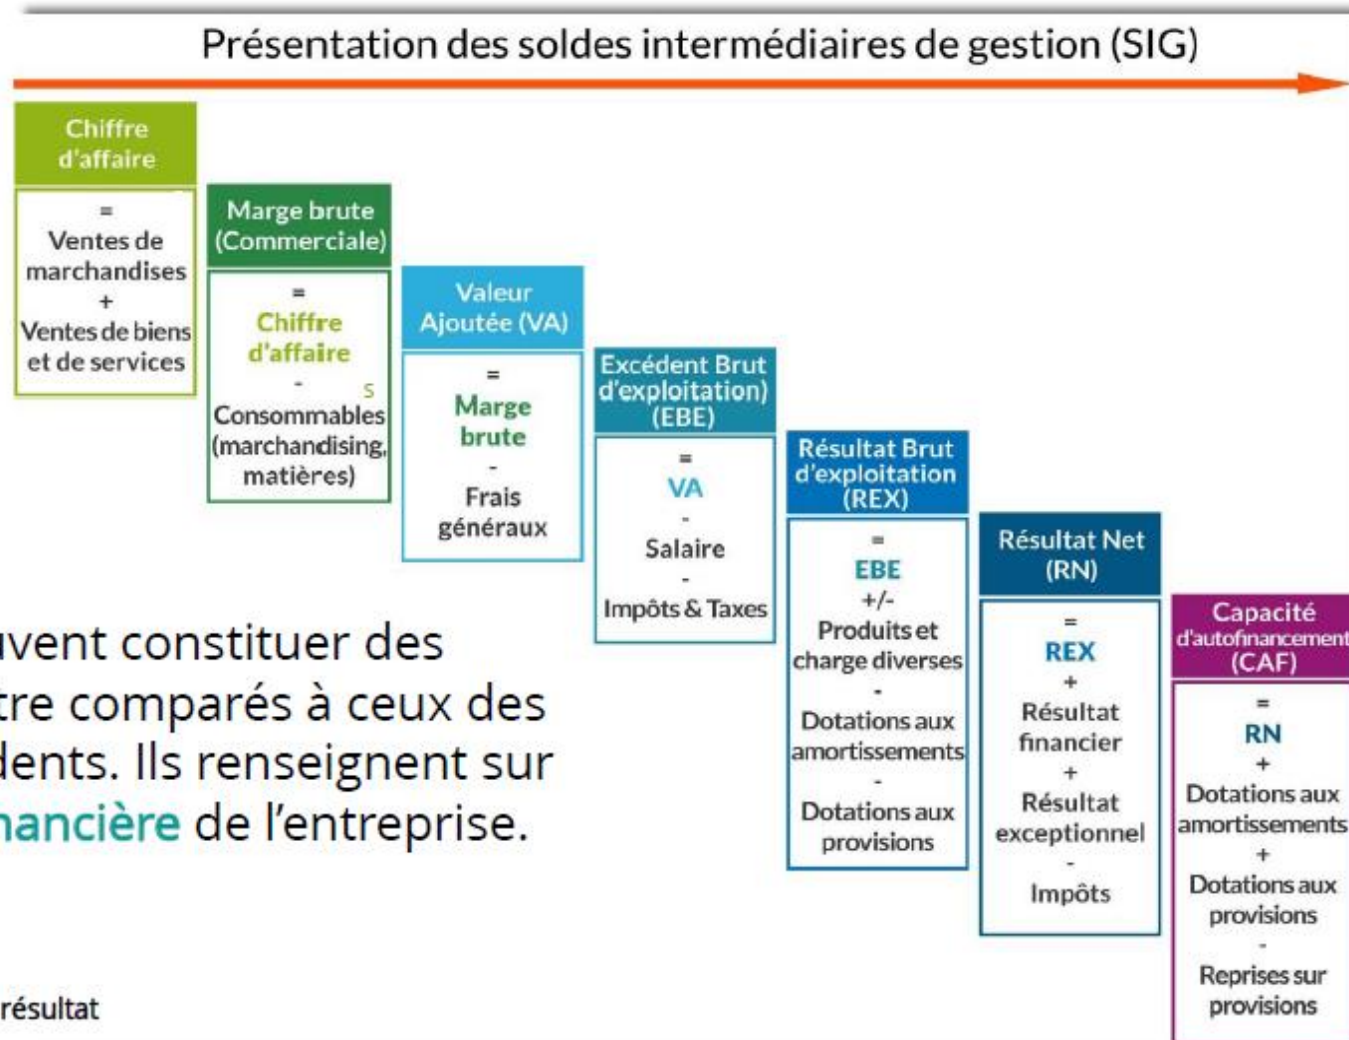 Présentation des soldes intermédiaires de gestion (SIG)
Chiffre
d'affaire
=
Ventes de
marchandises
+
Ventes de biens
et de services
Marge brute
(Commerciale)
=
Chiffre
d'affaire
-
s
Consommables
(marchandising,
matières)
Valeur
Ajoutée (VA)
=
Marge
brute
-
Frais
généraux
Excédent Brut
d'exploitation)
(EBE)
=
VA
-
Salaire
-
Impôts & Taxes
Résultat Brut
d'exploitation
(REX)
=
EBE
+/-
Produits et
charge diverses
-
Dotations aux
amortissements
-
Dotations aux
provisions
Résultat Net
(RN)
=
REX
+
Résultat
financier
+
Résultat
exceptionnel
-
Impôts
Capacité
d'autofinancement
(CAF)
=
RN
+
Dotations aux
amortissements
+
Dotations aux
provisions
-
Reprises sur
provisions
uvent constituer des
tre comparés à ceux des
dents. Ils renseignent sur
nancière de l'entreprise.
résultat